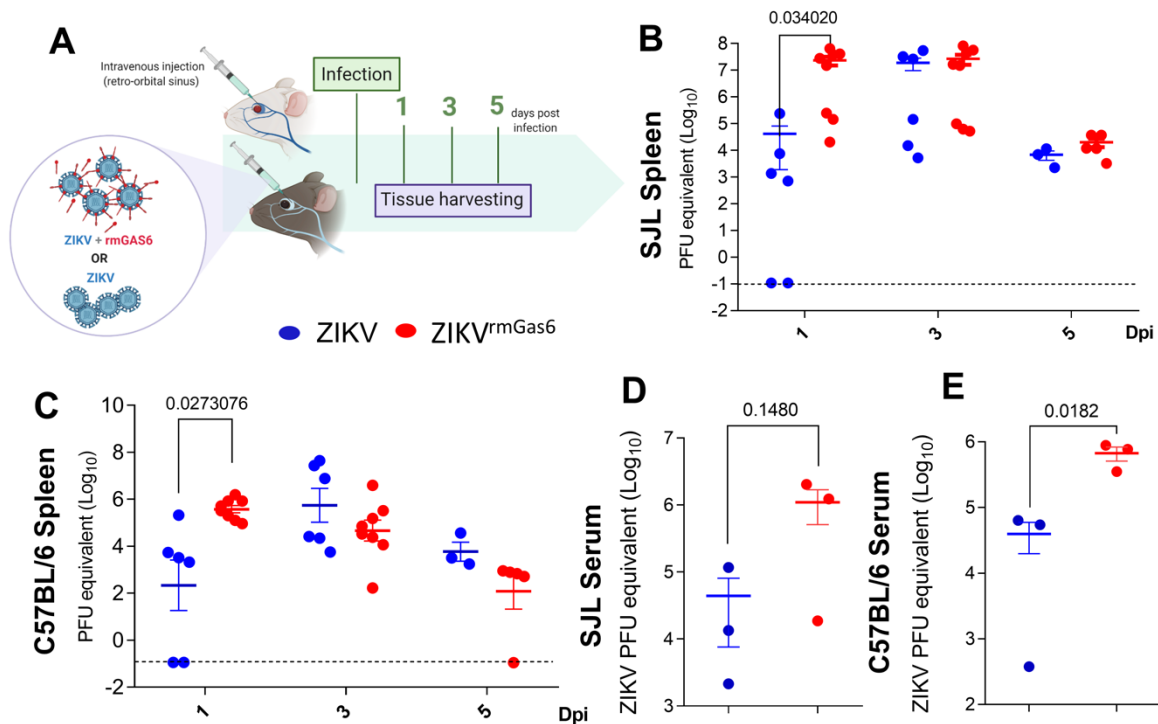 A
Intravenous injection
(retro-orbital sinus)
Infection
1 3 5
days post
infection
Tissue harvesting
ZIKV + rmGAS6
OR
ZIKV
ZIKV ZIKVrmGas6
B
SJL Spleen
PFU equivalent (Log10)
0.034020
8
7
6
5
4
3
2
1
0
-1
-2
1 3 5 Dpi
C
C57BL/6 Spleen
PFU equivalent (Log10)
0.0273076
10
8
6
4
2
0
-2
1 3 5 Dpi
D
SJL Serum
ZIKV PFU equivalent (Log10)
0.1480
7
6
5
4
3
E
C57BL/6 Serum
ZIKV PFU equivalent (Log10)
0.0182
6
5
4
3
2